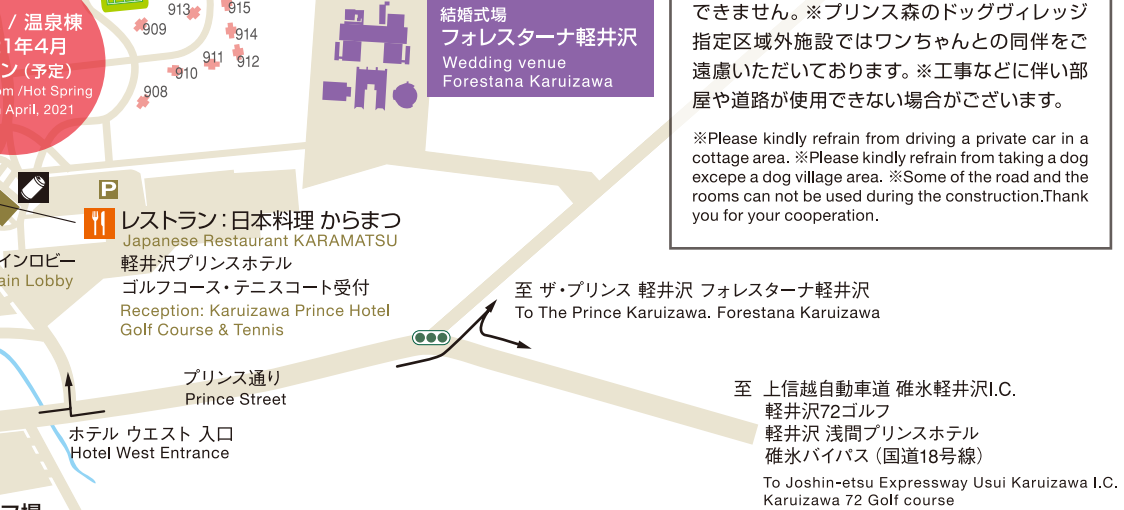 913
915
909
914
911
912
910
908
/ 温泉棟
1年4月
ン(予定)
om /Hot Spring
April, 2021
結婚式場
フォレスターナ軽井沢
Wedding venue
Forestana Karuizawa
できません。※プリンス森のドッグヴィレッジ
指定区域外施設ではワンちゃんとの同伴をご
遠慮いただいております。※工事などに伴い部
屋や道路が使用できない場合がございます。
※Please kindly refrain from driving a private car in a
cottage area. ※Please kindly refrain from taking a dog
excepe a dog village area. ※Some of the road and the
rooms can not be used during the construction.Thank
you for your cooperation.
P
レストラン:日本料理 からまつ
Japanese Restaurant KARAMATSU
軽井沢プリンスホテル
ゴルフコース・テニスコート受付
Reception: Karuizawa Prince Hotel
Golf Course & Tennis
インロビー
ain Lobby
至 ザ・プリンス 軽井沢 フォレスターナ軽井沢
To The Prince Karuizawa. Forestana Karuizawa
プリンス通り
Prince Street
ホテル ウエスト 入口
Hotel West Entrance
至 上信越自動車道 碓氷軽井沢I.C.
軽井沢72ゴルフ
軽井沢 浅間プリンスホテル
碓氷バイパス(国道18号線)
To Joshin-etsu Expressway Usui Karuizawa I.C.
Karuizawa 72 Golf course